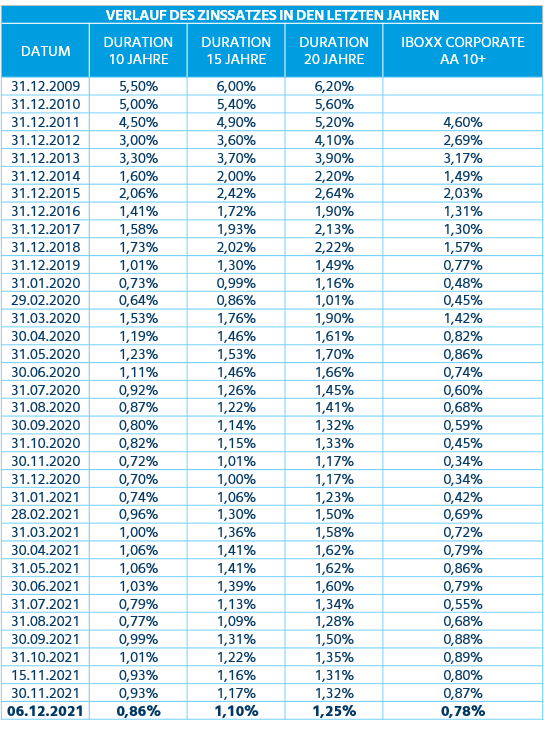 VERLAUF DES ZINSSATZES IN DEN LETZTEN JAHREN
DATUM DURATION 10 JAHRE DURATION 15 JAHRE DURATION 20 JAHRE IBOXX CORPORATE AA 10+
31.12.2009 5,50% 6,00% 6,20%
31.12.2010 5,00% 5,40% 5,60%
31.12.2011 4,50% 4,90% 5,20% 4,60%
31.12.2012 3,00% 3,60% 4,10% 2,69%
31.12.2013 3,30% 3,70% 3,90% 3,17%
31.12.2014 1,60% 2,00% 2,20% 1,49%
31.12.2015 2,06% 2,42% 2,64% 2,03%
31.12.2016 1,41% 1,72% 1,90% 1,31%
31.12.2017 1,58% 1,93% 2,13% 1,30%
31.12.2018 1,73% 2,02% 2,22% 1,57%
31.12.2019 1,01% 1,30% 1,49% 0,77%
31.01.2020 0,73% 0,99% 1,16% 0,48%
29.02.2020 0,64% 0,86% 1,01% 0,45%
31.03.2020 1,53% 1,76% 1,90% 1,42%
30.04.2020 1,19% 1,46% 1,61% 0,82%
31.05.2020 1,23% 1,53% 1,70% 0,86%
30.06.2020 1,11% 1,46% 1,66% 0,74%
31.07.2020 0,92% 1,26% 1,45% 0,60%
31.08.2020 0,87% 1,22% 1,41% 0,68%
30.09.2020 0,80% 1,14% 1,32% 0,59%
31.10.2020 0,82% 1,15% 1,33% 0,45%
30.11.2020 0,72% 1,01% 1,17% 0,34%
31.12.2020 0,70% 1,00% 1,17% 0,34%
31.01.2021 0,74% 1,06% 1,23% 0,42%
28.02.2021 0,96% 1,30% 1,50% 0,69%
31.03.2021 1,00% 1,36% 1,58% 0,72%
30.04.2021 1,06% 1,41% 1,62% 0,79%
31.05.2021 1,06% 1,41% 1,62% 0,86%
30.06.2021 1,03% 1,39% 1,60% 0,79%
31.07.2021 0,79% 1,13% 1,34% 0,55%
31.08.2021 0,77% 1,09% 1,28% 0,68%
30.09.2021 0,99% 1,31% 1,50% 0,88%
31.10.2021 1,01% 1,22% 1,35% 0,89%
15.11.2021 0,93% 1,16% 1,31% 0,80%
30.11.2021 0,93% 1,17% 1,32% 0,87%
06.12.2021 0,86% 1,10% 1,25% 0,78%